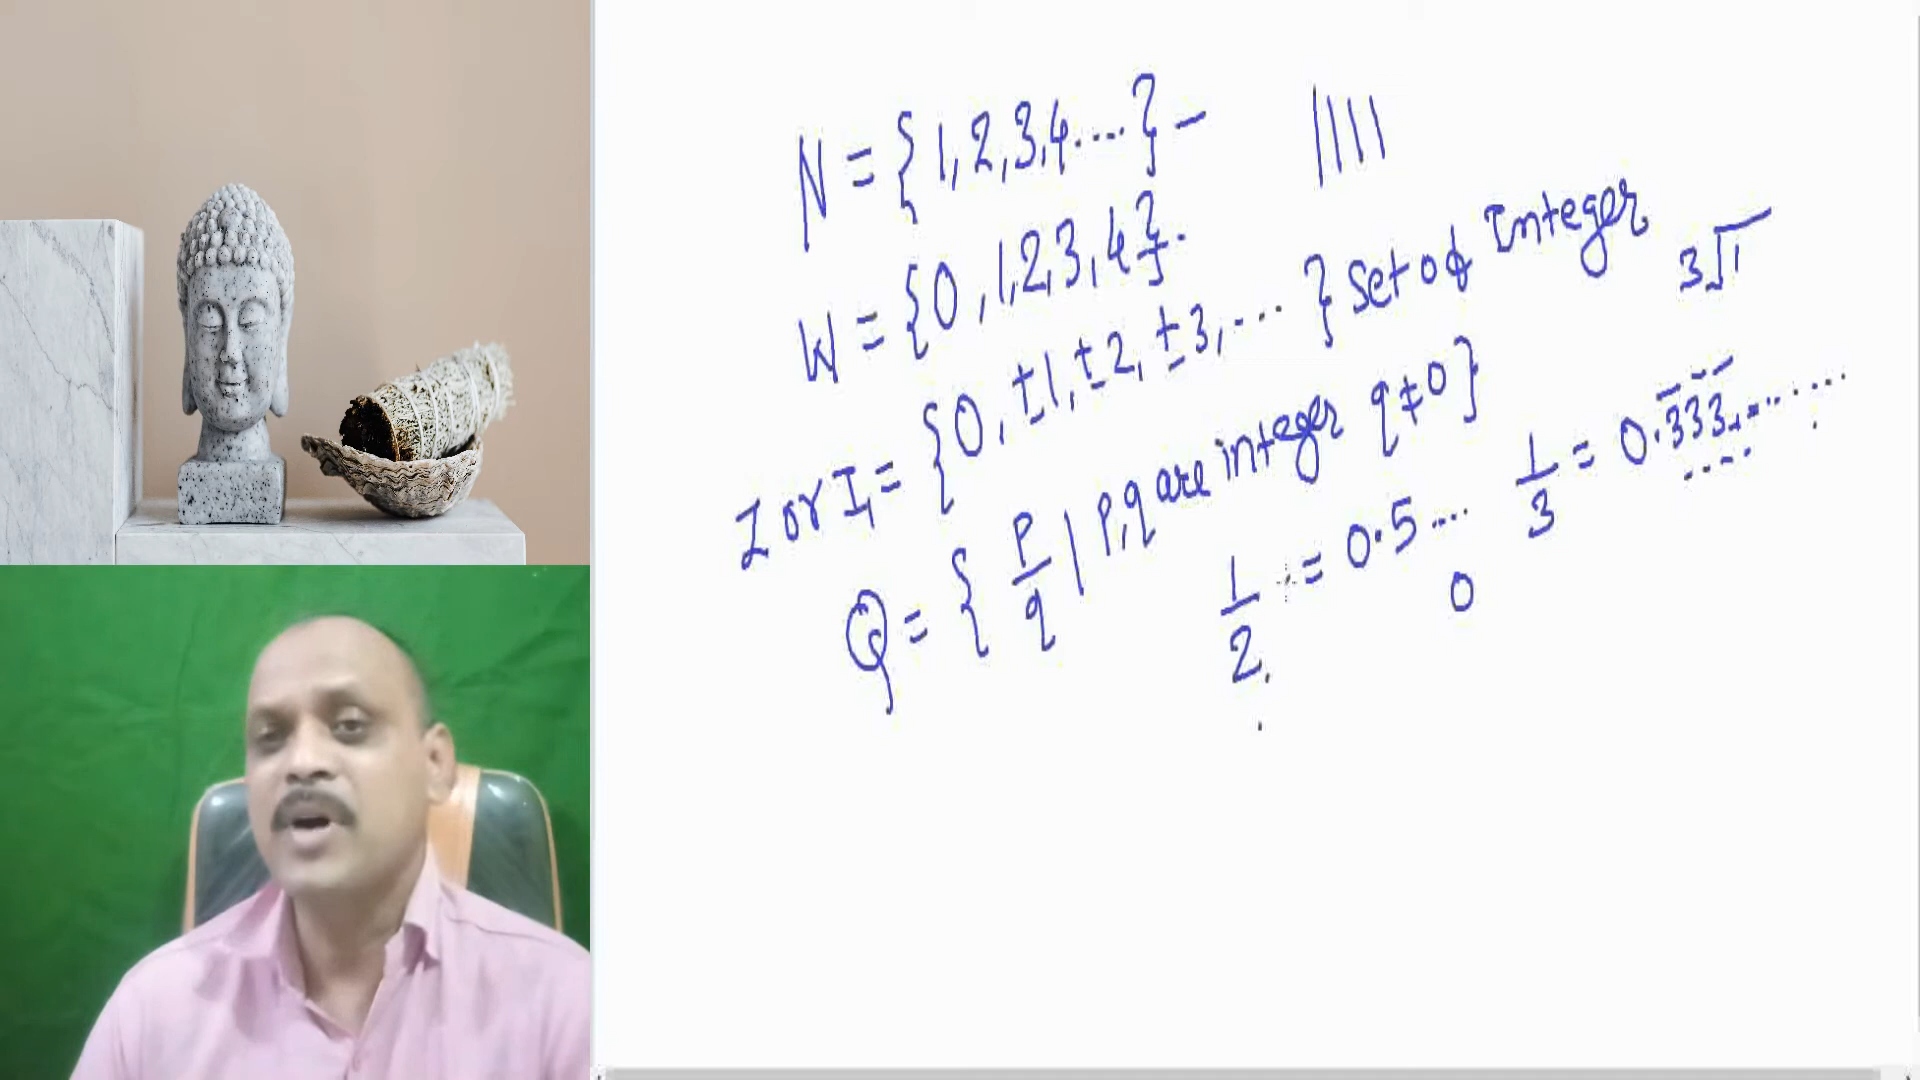 N = {1, 2, 3, 4....} -
W = {0, 1, 2, 3, 4}.
Z or I = {0, ±1, ±2, ±3, .... } Set of Integer
3√1
Q = { p/q | p, q are integer q ≠ 0}
1/2 = 0.5...
0
1/3 = 0.333........